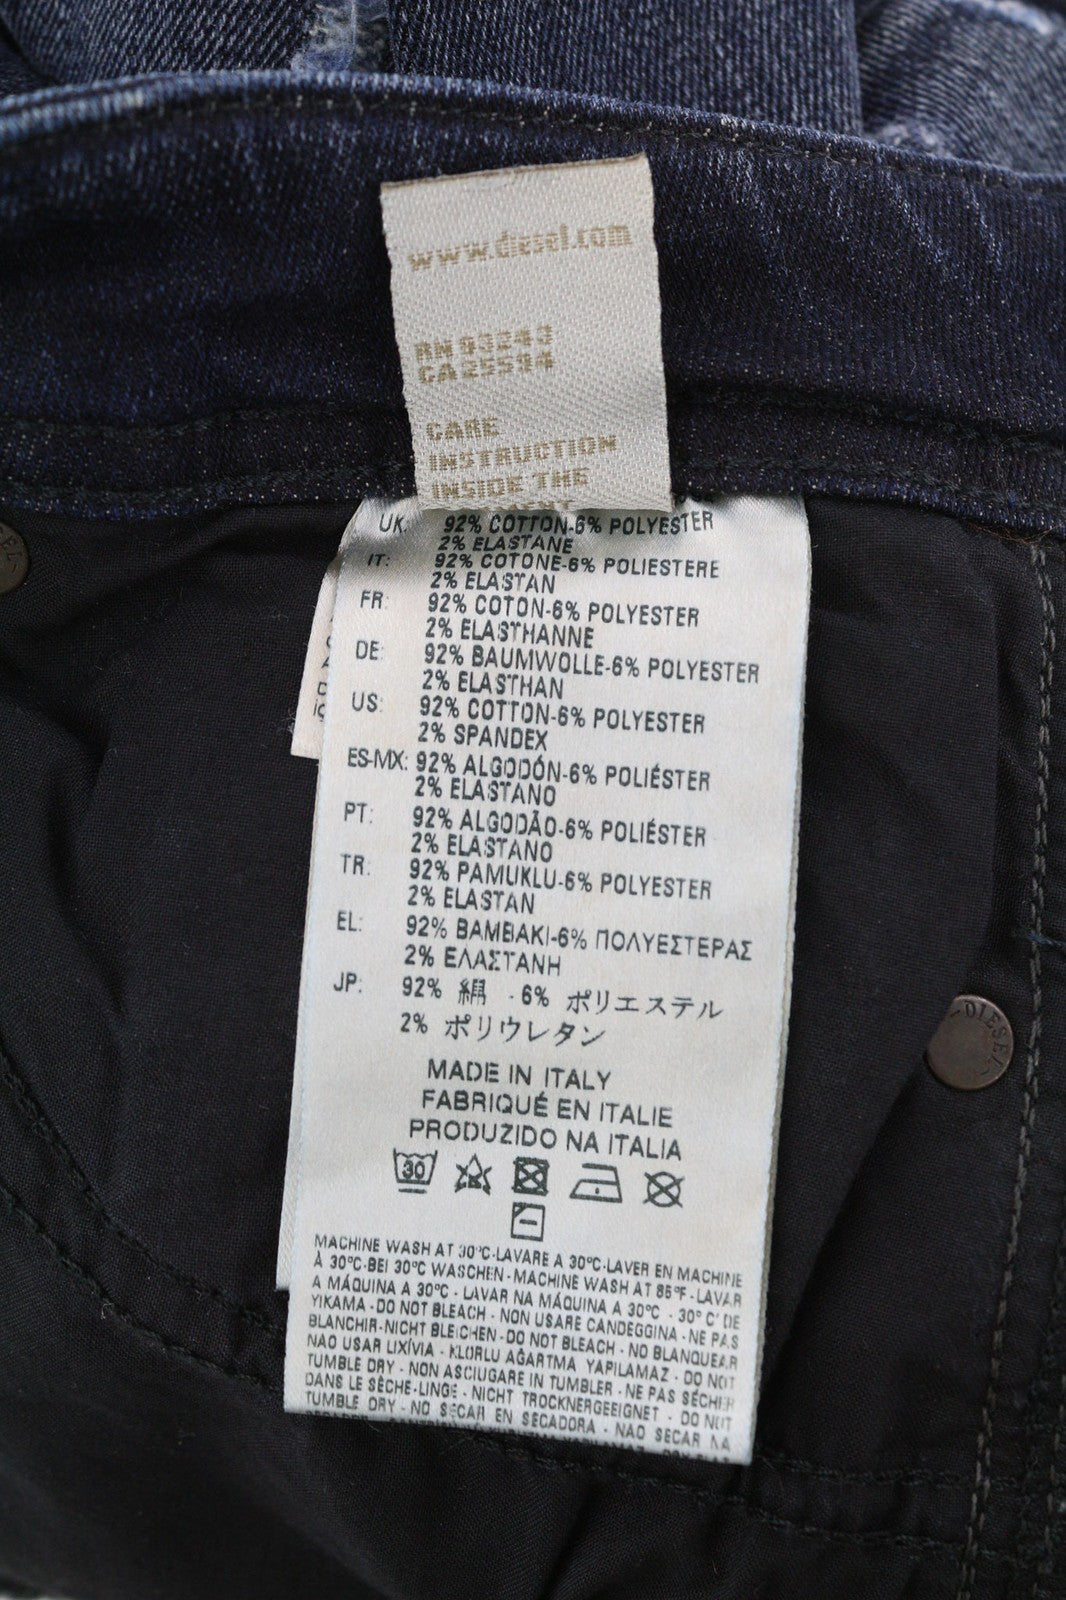 www.diesel.com
RN 93243
CA 25594
CARE
INSTRUCTION
INSIDE THE
UK: 92% COTTON-6% POLYESTER
2% ELASTANE
IT: 92% COTONE-6% POLIESTERE
2% ELASTAN
FR: 92% COTON-6% POLYESTER
2% ELASTHANNE
DE: 92% BAUMWOLLE-6% POLYESTER
2% ELASTHAN
US: 92% COTTON-6% POLYESTER
2% SPANDEX
ES-MX: 92% ALGODÓN-6% POLIÉSTER
2% ELASTANO
PT: 92% ALGODÃO-6% POLIÉSTER
2% ELASTANO
TR: 92% PAMUKLU-6% POLYESTER
2% ELASTAN
EL: 92% BAMBAKI-6% ΠΟΛΥΕΣΤΕΡΑΣ
2% ΕΛΑΣΤΑΝΗ
JP: 92% 綿 -6% ポリエステル
2% ポリウレタン
MADE IN ITALY
FABRIQUÉ EN ITALIE
PRODUZIDO NA ITALIA
30
MACHINE WASH AT 30°C-LAVARE A 30°C-LAVER EN MACHINE
À 30°C-BEI 30°C WASCHEN - MACHINE WASH AT 85°F - LAVAR
A MÁQUINA A 30°C - LAVAR NA MÁQUINA A 30°C - 30° C' DE
YIKAMA - DO NOT BLEACH - NON USARE CANDEGGINA - NE PAS
BLANCHIR-NICHT BLEICHEN - DO NOT BLEACH - NO BLANQUEAR
NAO USAR LIXÍVIA - KLORLU AĞARTMA YAPILAMAZ - DO NOT
TUMBLE DRY - NON ASCIUGARE IN TUMBLER - NE PAS SÉCHER
DANS LE SÈCHE-LINGE - NICHT TROCKNERGEEIGNET - DO NOT
TUMBLE DRY - NO SECAR EN SECADORA - NAO SECAR NA
DIESEL